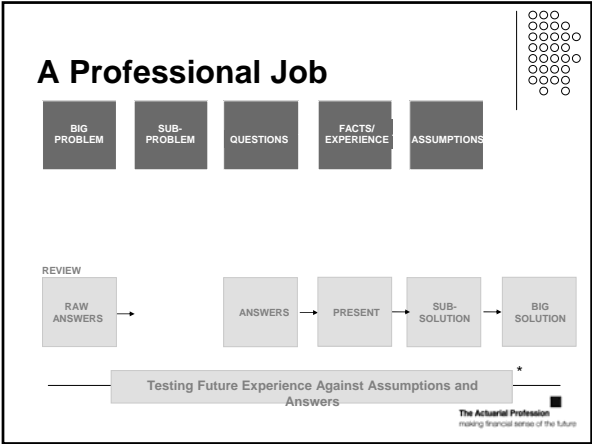 A Professional Job
BIG
PROBLEM
SUB-
PROBLEM
QUESTIONS
FACTS/
EXPERIENCE
ASSUMPTIONS
REVIEW
RAW
ANSWERS
ANSWERS
PRESENT
SUB-
SOLUTION
BIG
SOLUTION
*
Testing Future Experience Against Assumptions and
Answers
The Actuarial Profession
making financial sense of the future